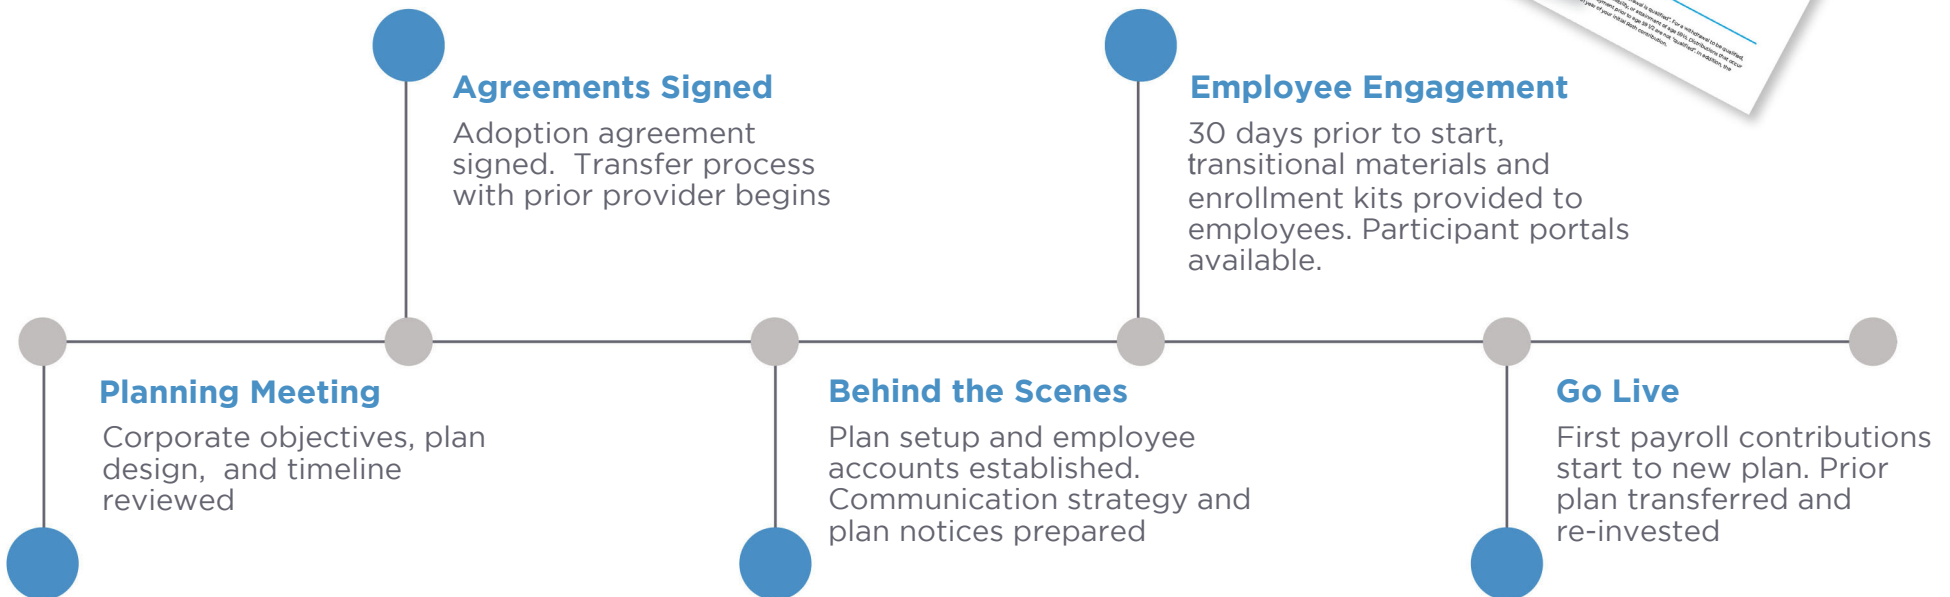 Agreements Signed
Adoption agreement
signed.  Transfer process
with prior provider begins
Employee Engagement
30 days prior to start,
transitional materials and
enrollment kits provided to
employees. Participant portals
available.
Planning Meeting
Corporate objectives, plan
design,  and timeline
reviewed
Behind the Scenes
Plan setup and employee
accounts established.
Communication strategy and
plan notices prepared
Go Live
First payroll contributions
start to new plan. Prior
plan transferred and
re-invested